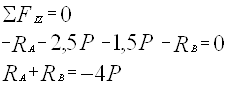 ΣF_IZ=0
-R_A-2,5P -1,5P -R_B=0
R_A+R_B=-4P